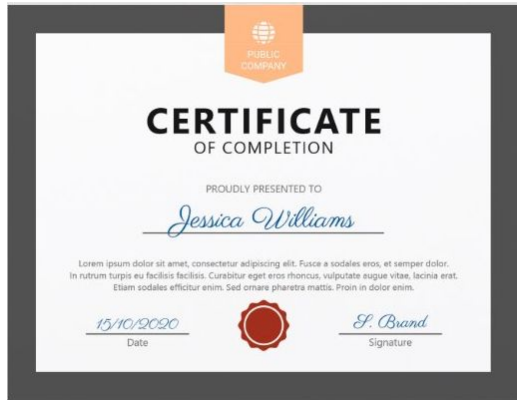 PUBLIC
COMPANY
CERTIFICATE
OF COMPLETION
PROUDLY PRESENTED TO
Jessica Williams
Lorem ipsum dolor sit amet, consectetur adipiscing elit. Fusce a sodales eros, et semper dolor.
In rutrum turpis eu facilisis facilisis. Curabitur eget eros rhoncus, vulputate augue vitae, lacinia erat.
Etiam sodales efficitur enim. Sed ornare pharetra mattis. Proin in dolor enim.
15/10/2020
S. Brand
Date
Signature